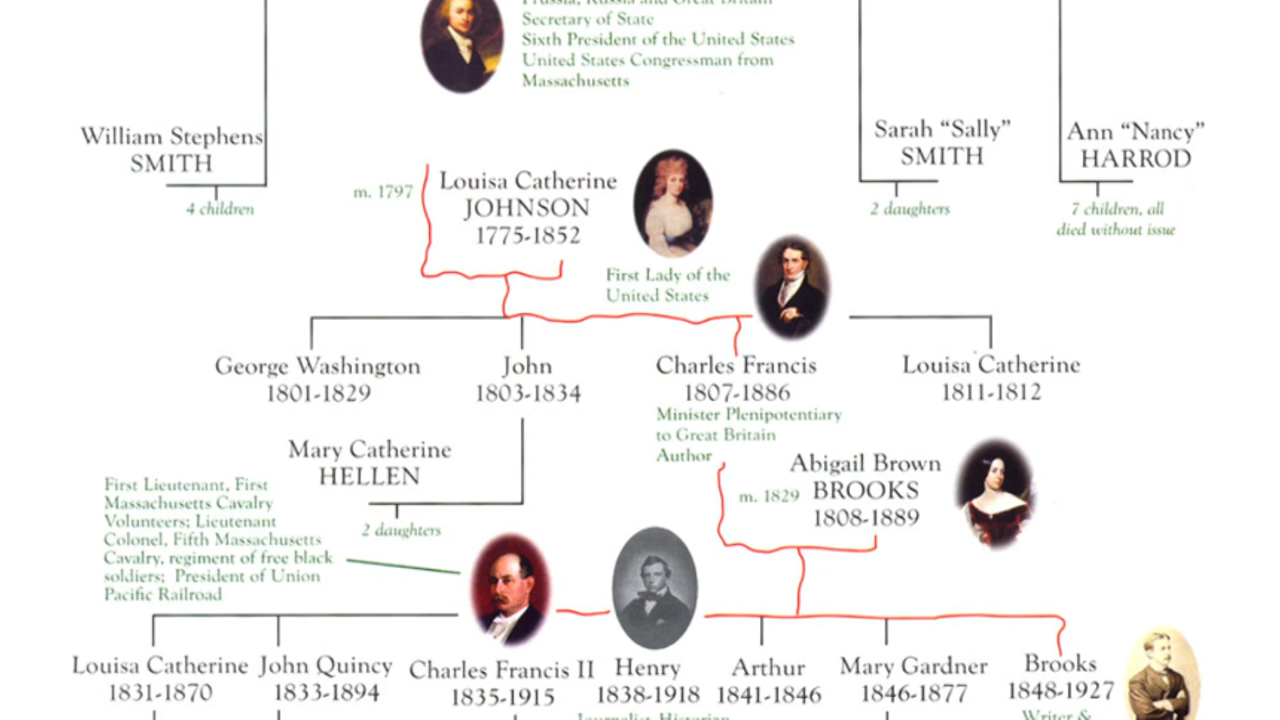 Prussia, Russia and Great Britain
Secretary of State
Sixth President of the United States
United States Congressman from
Massachusetts
William Stephens
SMITH
4 children
Sarah “Sally”
SMITH
2 daughters
Ann “Nancy”
HARROD
7 children, all
died without issue
m. 1797
Louisa Catherine
JOHNSON
1775-1852
First Lady of the
United States
George Washington
1801-1829
John
1803-1834
Charles Francis
1807-1886
Minister Plenipotentiary
to Great Britain
Author
Louisa Catherine
1811-1812
Mary Catherine
HELLEN
2 daughters
m. 1829
Abigail Brown
BROOKS
1808-1889
First Lieutenant, First
Massachusetts Cavalry
Volunteers; Lieutenant
Colonel, Fifth Massachusetts
Cavalry, regiment of free black
soldiers; President of Union
Pacific Railroad
Louisa Catherine
1831-1870
John Quincy
1833-1894
Charles Francis II
1835-1915
Henry
1838-1918
Journalist, Historian
Arthur
1841-1846
Mary Gardner
1846-1877
Brooks
1848-1927
Writer &